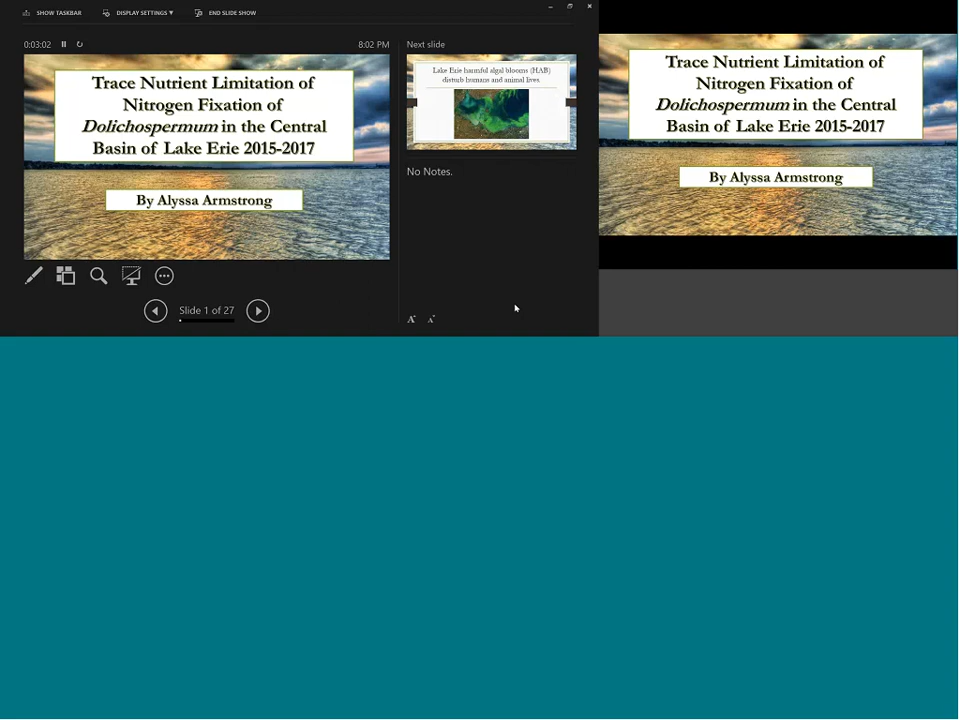 SHOW TASKBAR
DISPLAY SETTINGS ▾
END SLIDE SHOW
0:03:02
8:02 PM
Trace Nutrient Limitation of
Nitrogen Fixation of
Dolichospermum in the Central
Basin of Lake Erie 2015-2017
By Alyssa Armstrong
Slide 1 of 27
Next slide
Lake Erie harmful algal blooms (HAB)
disturb humans and animal lives.
No Notes.
A A
Trace Nutrient Limitation of
Nitrogen Fixation of
Dolichospermum in the Central
Basin of Lake Erie 2015-2017
By Alyssa Armstrong